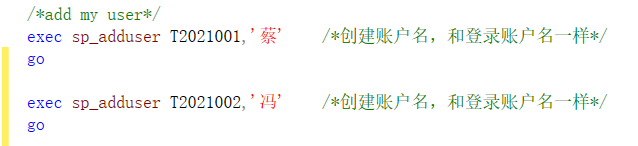 /*add my user*/
exec sp_adduser T2021001,'蔡'    /*创建账户名，和登录账户名一样*/
go
exec sp_adduser T2021002,'冯'    /*创建账户名，和登录账户名一样*/
go